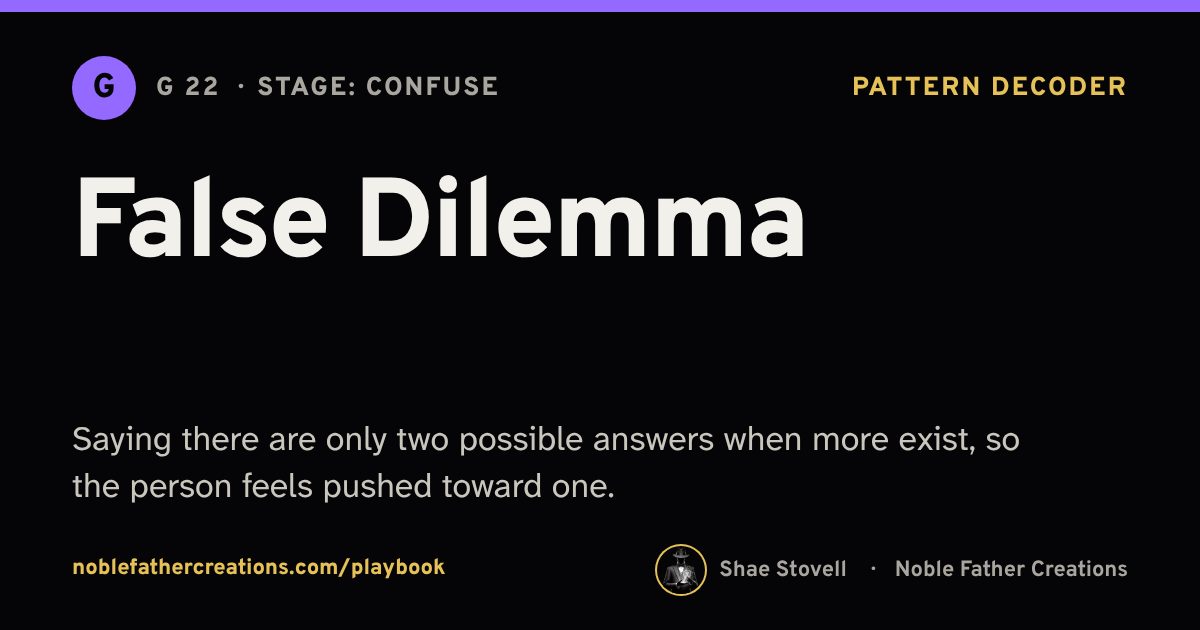 G
G 22 · STAGE: CONFUSE
PATTERN DECODER
False Dilemma
Saying there are only two possible answers when more exist, so
the person feels pushed toward one.
noblefathercreations.com/playbook
Shae Stovell · Noble Father Creations